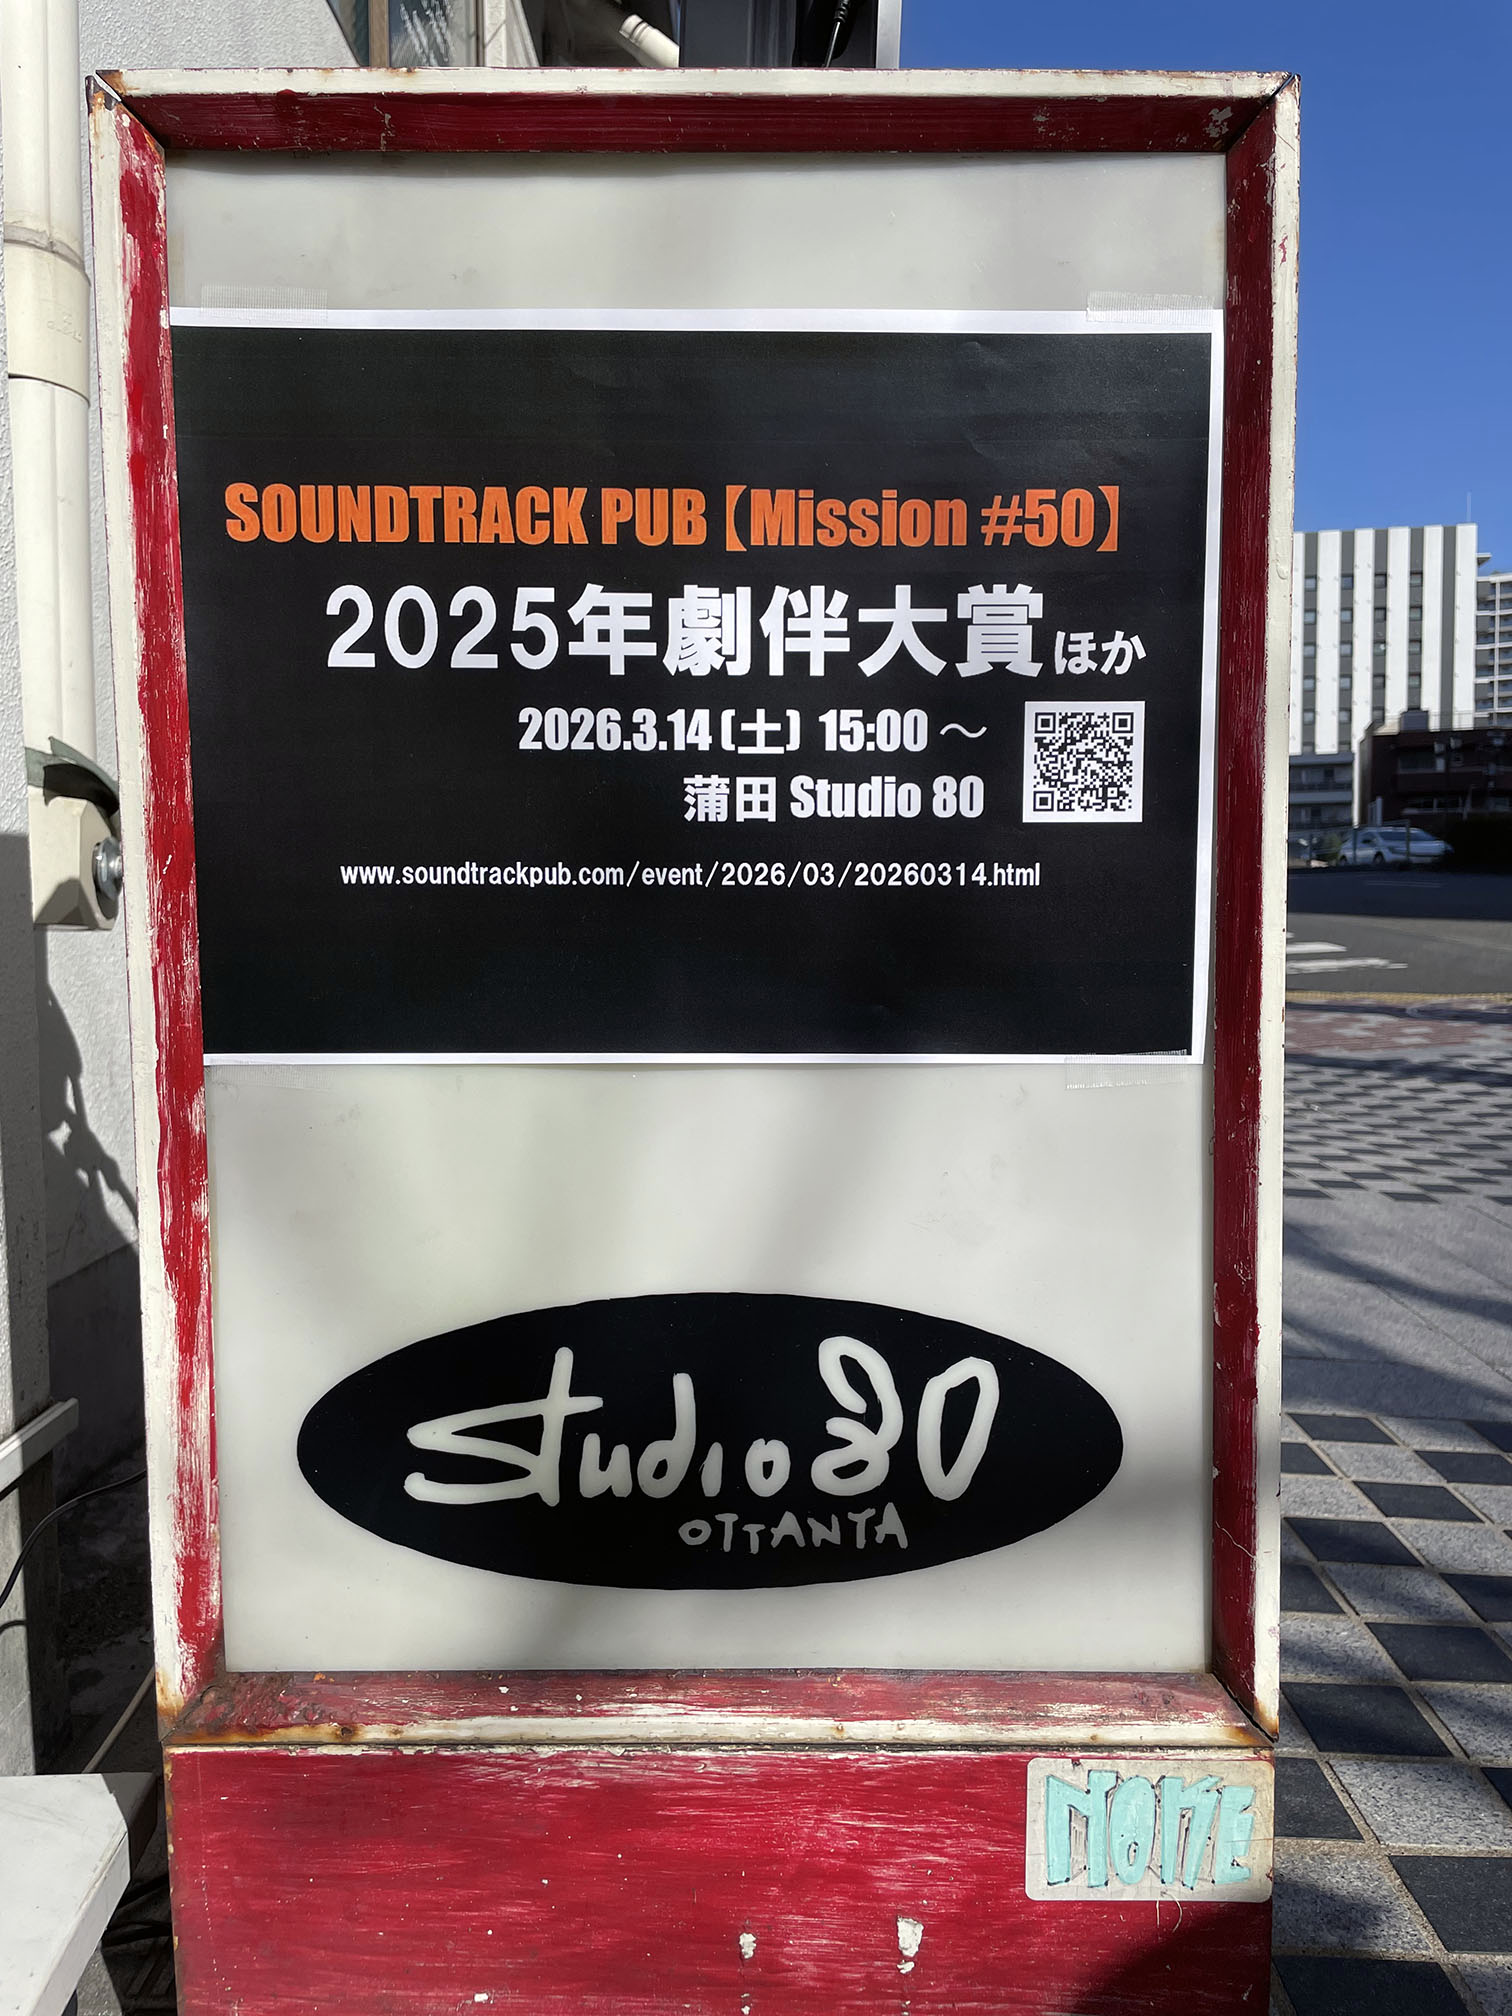 SOUNDTRACK PUB【Mission #50】
2025年劇伴大賞ほか
2026.3.14(土) 15:00～
蒲田 Studio 80
www.soundtrackpub.com/event/2026/03/20260314.html
Studio 80
OTTANTA
NOKE